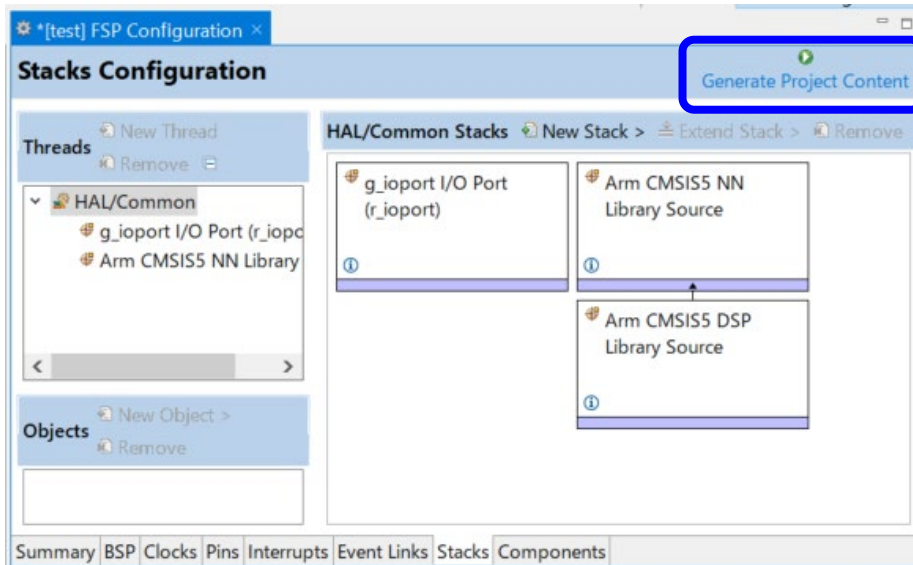 *[test] FSP Configuration
Stacks Configuration
Generate Project Content
Threads
New Thread
Remove
HAL/Common
g_ioport I/O Port (r_iopo
Arm CMSIS5 NN Library
Objects
New Object >
Remove
HAL/Common Stacks New Stack > Extend Stack > Remove
g_ioport I/O Port
(r_ioport)
Arm CMSIS5 NN
Library Source
Arm CMSIS5 DSP
Library Source
Summary BSP Clocks Pins Interrupts Event Links Stacks Components